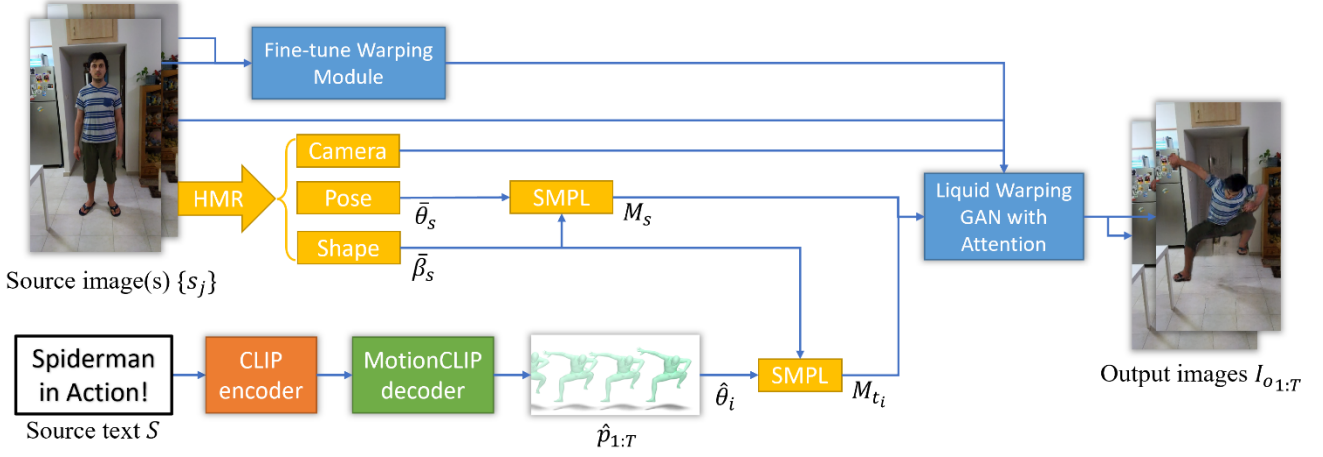 Fine-tune Warping
Module
HMR
Camera
Pose
Shape
$\bar{\theta}_s$
$\bar{\beta}_s$
SMPL
$M_s$
Liquid Warping
GAN with
Attention
Source image(s) $\{s_j\}$
Spiderman
in Action!
Source text $S$
CLIP
encoder
MotionCLIP
decoder
$\hat{p}_{1:T}$
$\hat{\theta}_i$
SMPL
$M_{t_i}$
Output images $I_{o_{1:T}}$